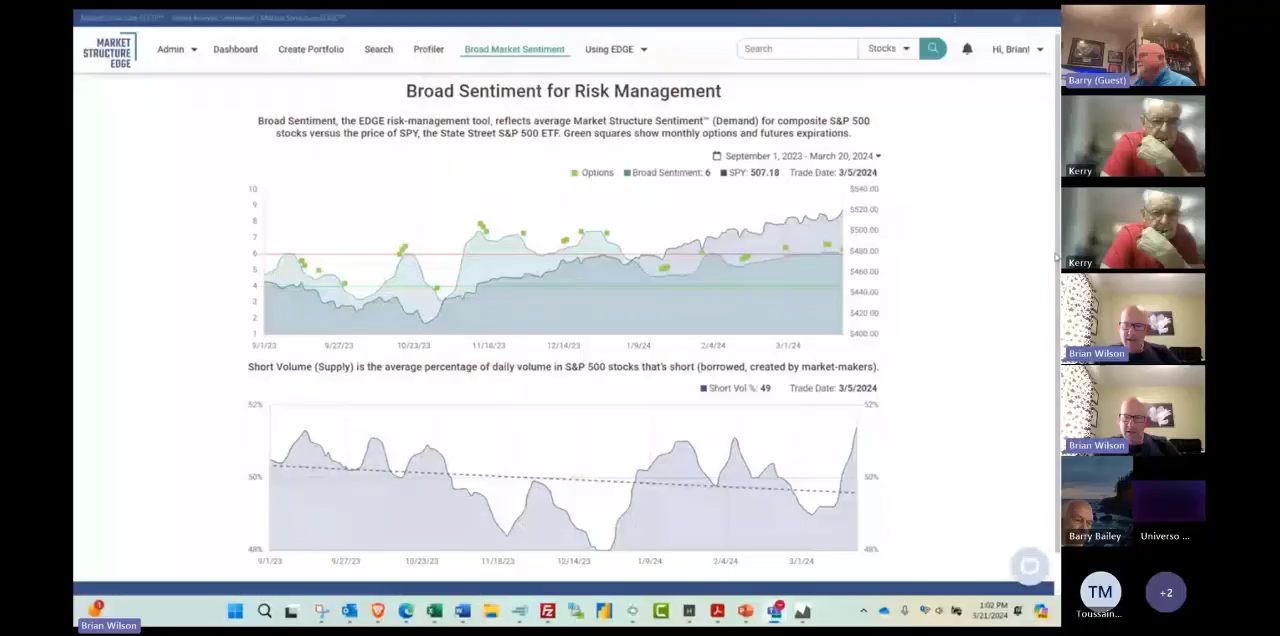 MARKET
STRUCTURE
EDGE
Admin
Dashboard
Create Portfolio
Search
Profiler
Broad Market Sentiment
Using EDGE
Search
Stocks
Hi, Brian!
Broad Sentiment for Risk Management
Broad Sentiment, the EDGE risk-management tool, reflects average Market Structure Sentiment™ (Demand) for composite S&P 500
stocks versus the price of SPY, the State Street S&P 500 ETF. Green squares show monthly options and futures expirations.
September 1, 2023 - March 20, 2024
Options Broad Sentiment: 6 SPY: 507.18 Trade Date: 3/5/2024
10
9
8
7
6
5
4
3
2
1
$540.00
$520.00
$500.00
$480.00
$460.00
$440.00
$420.00
$400.00
9/1/23 9/27/23 10/23/23 11/18/23 12/14/23 1/9/24 2/4/24 3/1/24
Short Volume (Supply) is the average percentage of daily volume in S&P 500 stocks that's short (borrowed, created by market-makers).
Short Vol %: 49 Trade Date: 3/5/2024
52% 52%
50% 50%
48% 48%
9/1/23 9/27/23 10/23/23 11/18/23 12/14/23 1/9/24 2/4/24 3/1/24
1:02 PM
3/21/2024
Brian Wilson
Barry (Guest)
Kerry
Kerry
Brian Wilson
Brian Wilson
Barry Bailey
Universo ...
TM
Toussain...
+2